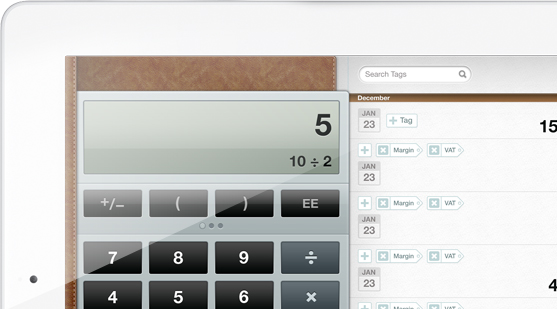 5
10 ÷ 2
+/− ( ) EE
7 8 9 ÷
4 5 6 ×
Search Tags
December
JAN
23
+ Tag
15
+ × Margin × VAT
JAN
23
+ × Margin × VAT
JAN
23
+ × Margin × VAT
JAN
23
4
+ × Margin × VAT